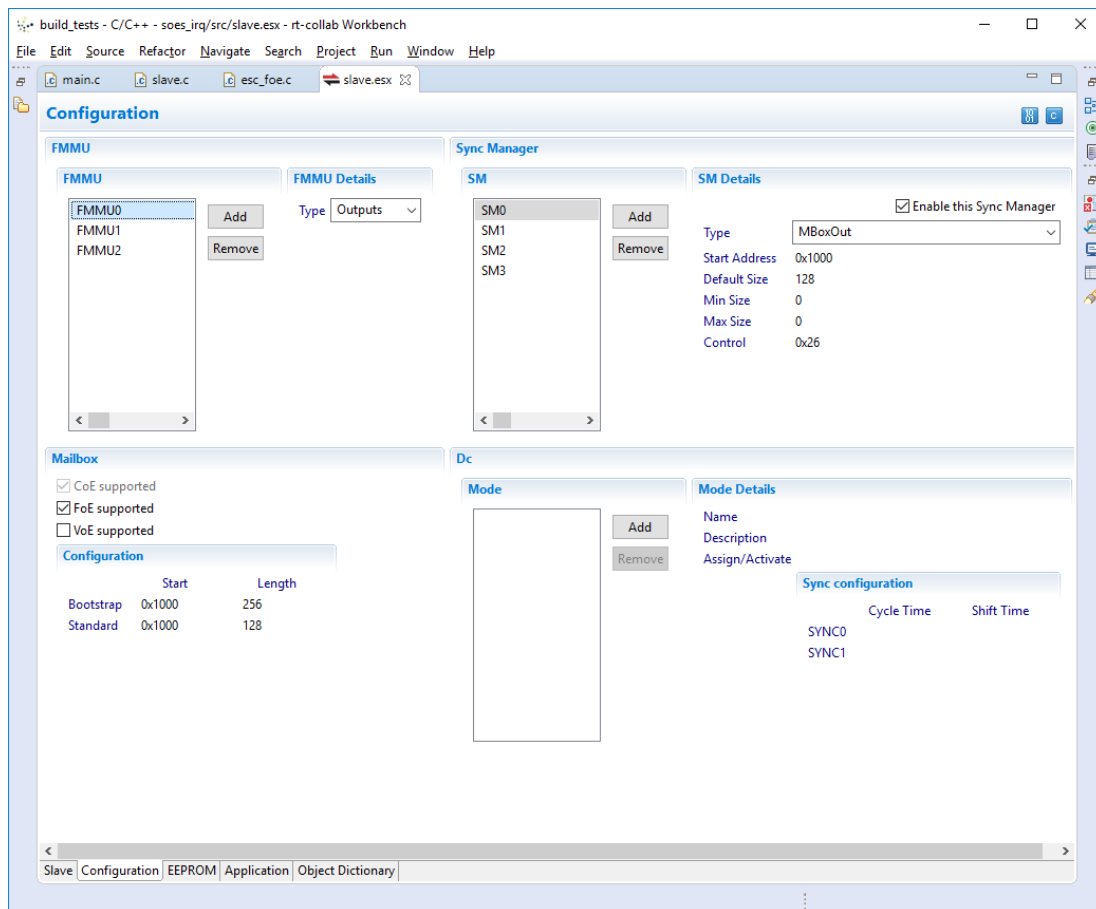 build_tests - C/C++ - soes_irq/src/slave.esx - rt-collab Workbench
File Edit Source Refactor Navigate Search Project Run Window Help
main.c slave.c esc_foe.c slave.esx
Configuration
FMMU
FMMU
FMMU0
FMMU1
FMMU2
Add
Remove
FMMU Details
Type Outputs
Sync Manager
SM
SM0
SM1
SM2
SM3
Add
Remove
SM Details
Enable this Sync Manager
Type MBoxOut
Start Address 0x1000
Default Size 128
Min Size 0
Max Size 0
Control 0x26
Mailbox
CoE supported
FoE supported
VoE supported
Configuration
Start Length
Bootstrap 0x1000 256
Standard 0x1000 128
Dc
Mode
Add
Remove
Mode Details
Name
Description
Assign/Activate
Sync configuration
Cycle Time Shift Time
SYNC0
SYNC1
Slave Configuration EEPROM Application Object Dictionary